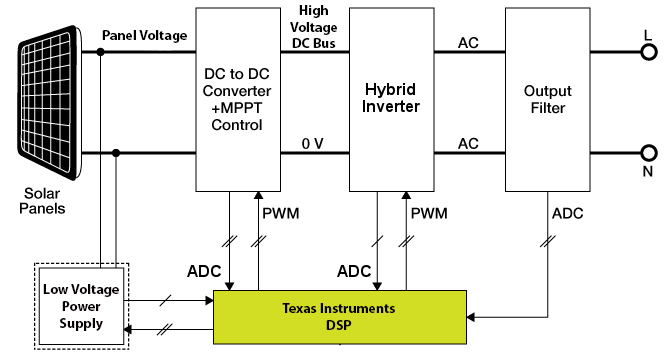 Panel Voltage
High
Voltage
DC Bus
AC
L
DC to DC
Converter
+MPPT
Control
Hybrid
Inverter
Output
Filter
0 V
AC
N
Solar
Panels
PWM
PWM
ADC
ADC
ADC
Low Voltage
Power
Supply
Texas Instruments
DSP